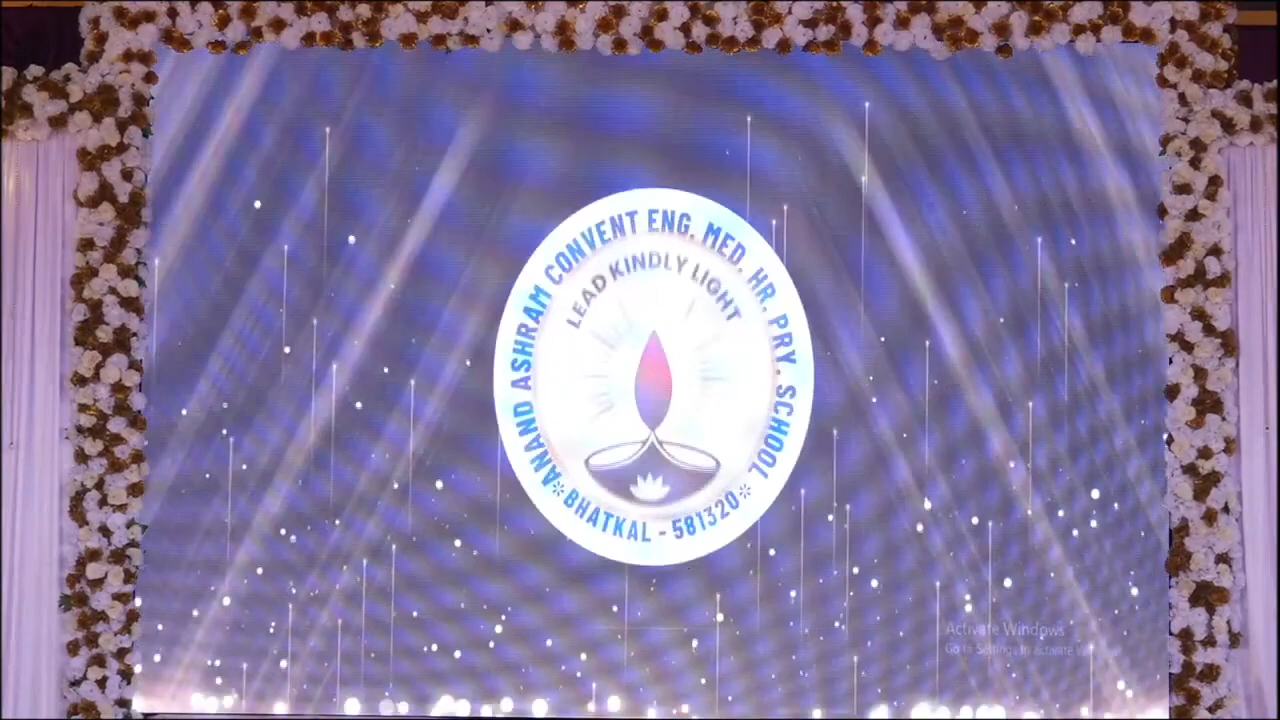 ANAND ASHRAM CONVENT ENG. MED. HR. PRY. SCHOOL
LEAD KINDLY LIGHT
BHATKAL - 581320
Activate Windows
Go to Settings to activate